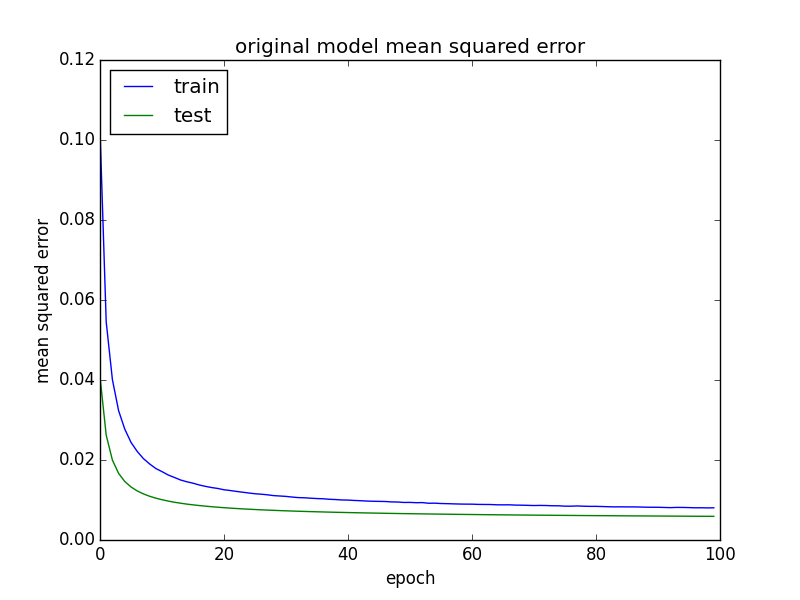 original model mean squared error
train
test
mean squared error
0.12
0.10
0.08
0.06
0.04
0.02
0.00
0 20 40 60 80 100
epoch